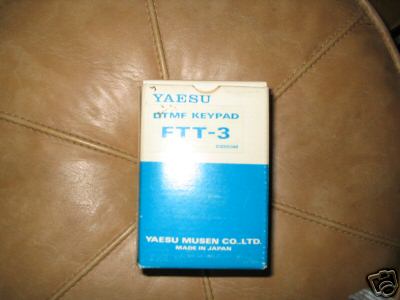 YAESU
DTMF KEYPAD
FTT-3
YAESU MUSEN CO.,LTD.
MADE IN JAPAN